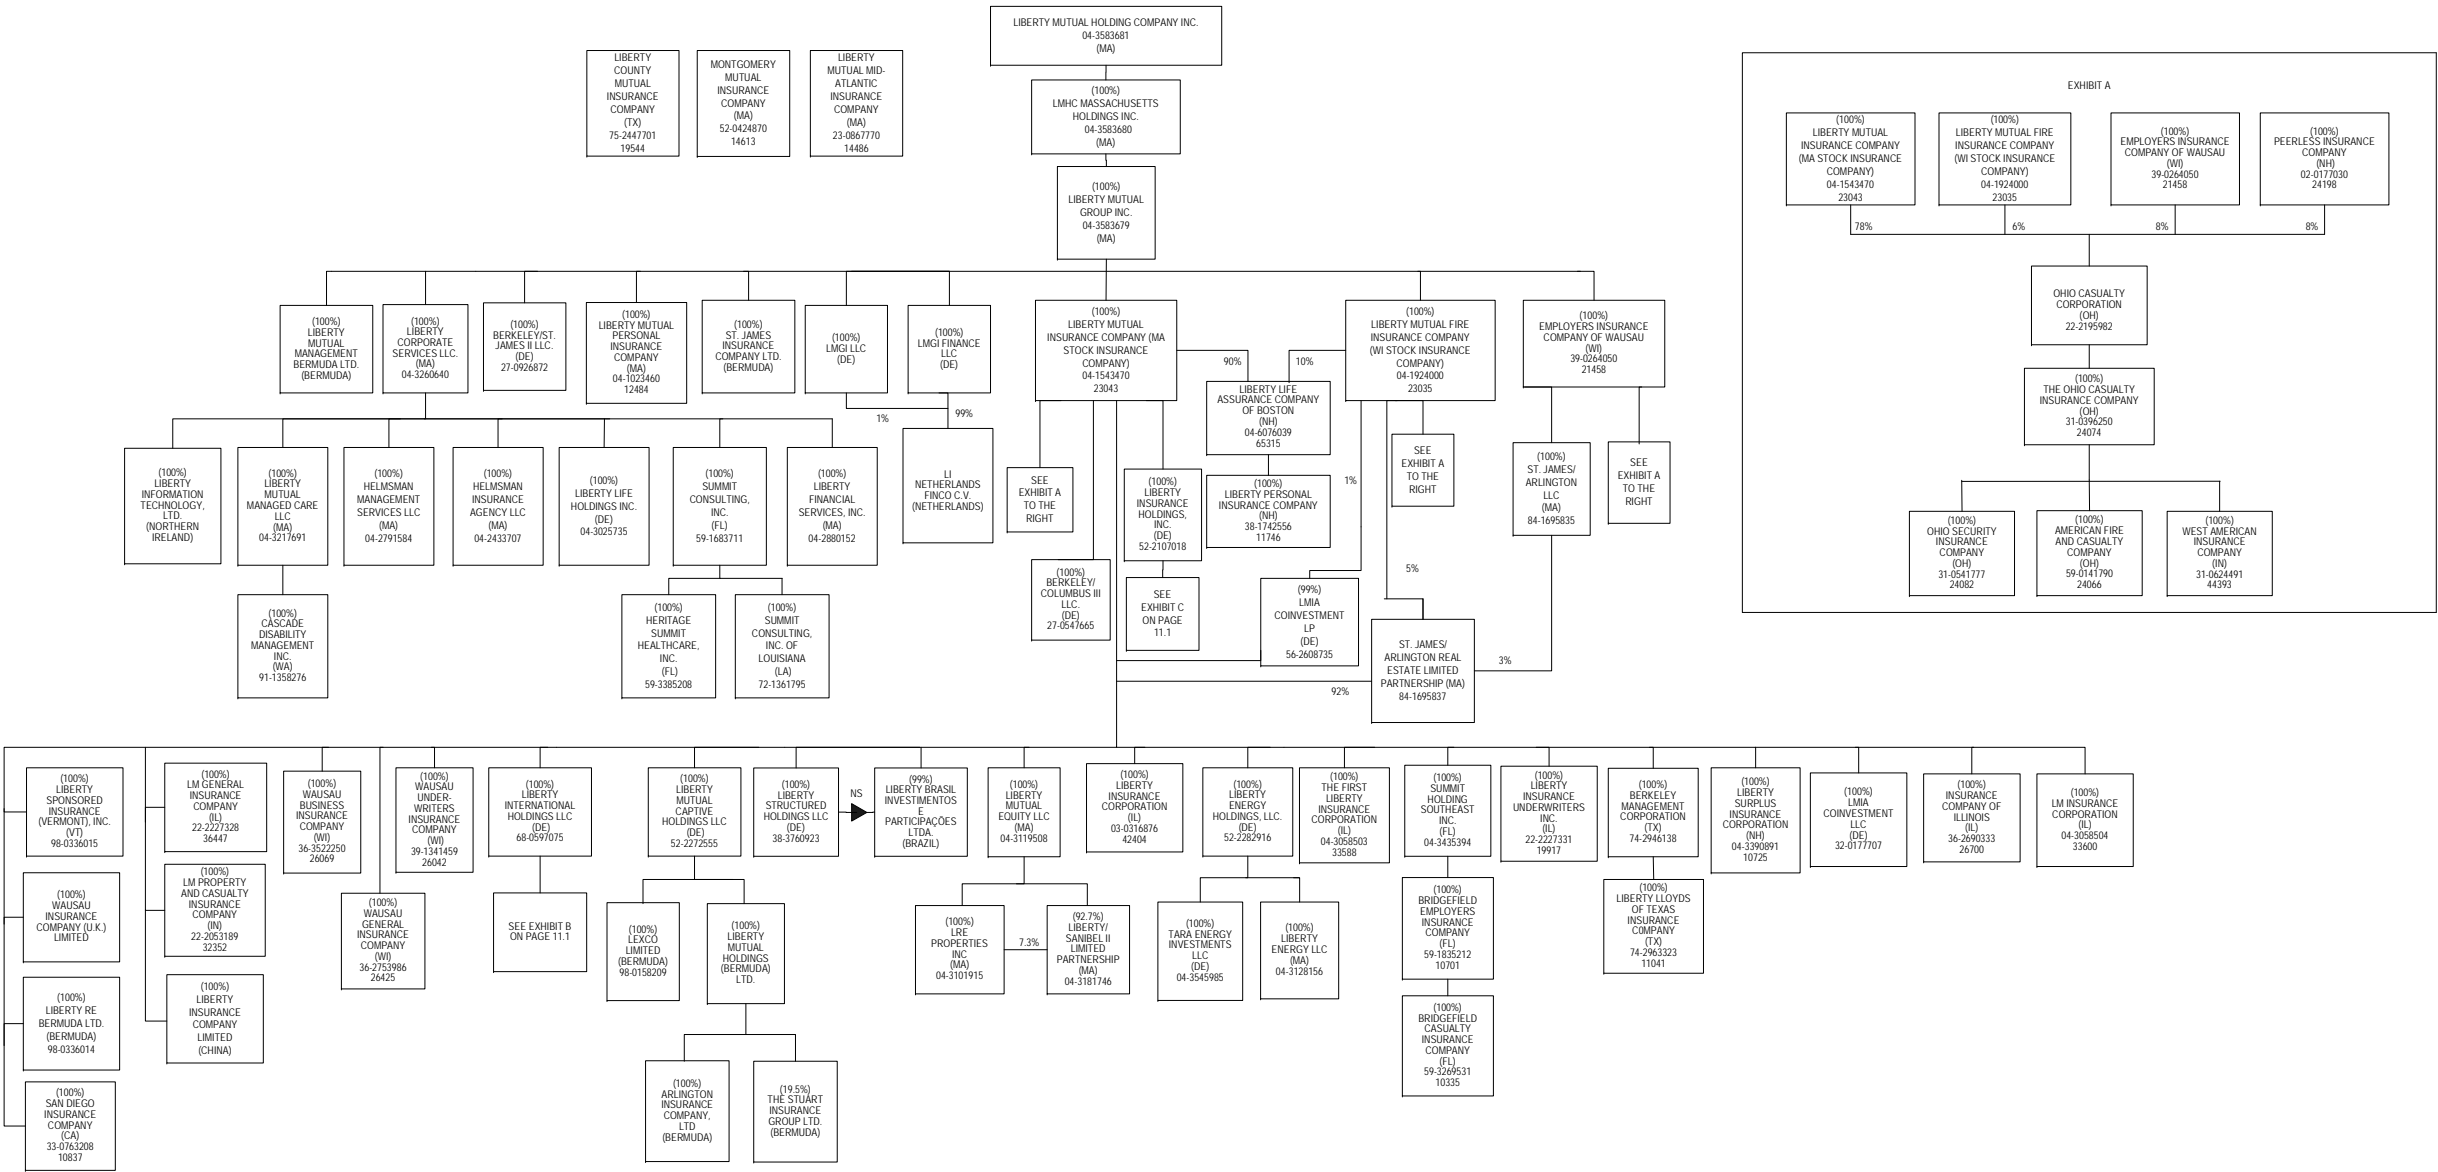 LIBERTY MUTUAL HOLDING COMPANY INC.
04-3583681
(MA)
LIBERTY
COUNTY
MUTUAL
INSURANCE
COMPANY
(TX)
75-2447701
19544
MONTGOMERY
MUTUAL
INSURANCE
COMPANY
(MA)
52-0424870
14613
LIBERTY
MUTUAL MID-
ATLANTIC
INSURANCE
COMPANY
(MA)
23-0867770
14486
(100%)
LMHC MASSACHUSETTS
HOLDINGS INC.
04-3583680
(MA)
(100%)
LIBERTY MUTUAL
GROUP INC.
04-3583679
(MA)
EXHIBIT A
(100%)
LIBERTY MUTUAL
INSURANCE COMPANY
(MA STOCK INSURANCE
COMPANY)
04-1543470
23043
(100%)
LIBERTY MUTUAL FIRE
INSURANCE COMPANY
(WI STOCK INSURANCE
COMPANY)
04-1924000
23035
(100%)
EMPLOYERS INSURANCE
COMPANY OF WAUSAU
(WI)
39-0264050
21458
(100%)
PEERLESS INSURANCE
COMPANY
(NH)
02-0177030
24198
78%
6%
8%
8%
OHIO CASUALTY
CORPORATION
(OH)
22-2195982
(100%)
THE OHIO CASUALTY
INSURANCE COMPANY
(OH)
31-0396250
24074
(100%)
OHIO SECURITY
INSURANCE
COMPANY
(OH)
31-0541777
24082
(100%)
AMERICAN FIRE
AND CASUALTY
COMPANY
(OH)
59-0141790
24066
(100%)
WEST AMERICAN
INSURANCE
COMPANY
(IN)
31-0624491
44393
(100%)
LIBERTY
MUTUAL
MANAGEMENT
BERMUDA LTD.
(BERMUDA)
(100%)
LIBERTY
CORPORATE
SERVICES LLC.
(MA)
04-3260640
(100%)
BERKELEY/ST.
JAMES II LLC.
(DE)
27-0926872
(100%)
LIBERTY MUTUAL
PERSONAL
INSURANCE
COMPANY
(MA)
04-1023460
12484
(100%)
ST. JAMES
INSURANCE
COMPANY LTD.
(BERMUDA)
(100%)
LMGI LLC
(DE)
(100%)
LMGI FINANCE
LLC
(DE)
(100%)
LIBERTY MUTUAL
INSURANCE COMPANY (MA
STOCK INSURANCE
COMPANY)
04-1543470
23043
90%
10%
(100%)
LIBERTY MUTUAL FIRE
INSURANCE COMPANY
(WI STOCK INSURANCE
COMPANY)
04-1924000
23035
(100%)
EMPLOYERS INSURANCE
COMPANY OF WAUSAU
(WI)
39-0264050
21458
1%
99%
LIBERTY LIFE
ASSURANCE COMPANY
OF BOSTON
(NH)
04-6076039
65315
(100%)
LIBERTY
INFORMATION
TECHNOLOGY,
LTD.
(NORTHERN
IRELAND)
(100%)
LIBERTY
MUTUAL
MANAGED CARE
LLC
(MA)
04-3217691
(100%)
HELMSMAN
MANAGEMENT
SERVICES LLC
(MA)
04-2791584
(100%)
HELMSMAN
INSURANCE
AGENCY LLC
(MA)
04-2433707
(100%)
LIBERTY LIFE
HOLDINGS INC.
(DE)
04-3025735
(100%)
SUMMIT
CONSULTING,
INC.
(FL)
59-1683711
(100%)
LIBERTY
FINANCIAL
SERVICES, INC.
(MA)
04-2880152
LI
NETHERLANDS
FINCO C.V.
(NETHERLANDS)
SEE
EXHIBIT A
TO THE
RIGHT
(100%)
LIBERTY
INSURANCE
HOLDINGS,
INC.
(DE)
52-2107018
(100%)
LIBERTY PERSONAL
INSURANCE COMPANY
(NH)
38-1742556
11746
1%
SEE
EXHIBIT A
TO THE
RIGHT
(100%)
ST. JAMES/
ARLINGTON
LLC
(MA)
84-1695835
SEE
EXHIBIT A
TO THE
RIGHT
(100%)
CASCADE
DISABILITY
MANAGEMENT
INC.
(WA)
91-1358276
(100%)
HERITAGE
SUMMIT
HEALTHCARE,
INC.
(FL)
59-3385208
(100%)
SUMMIT
CONSULTING,
INC. OF
LOUISIANA
(LA)
72-1361795
(100%)
BERKELEY/
COLUMBUS III
LLC.
(DE)
27-0547665
SEE
EXHIBIT C
ON PAGE
11.1
(99%)
LMIA
COINVESTMENT
LP
(DE)
56-2608735
5%
ST. JAMES/
ARLINGTON REAL
ESTATE LIMITED
PARTNERSHIP (MA)
84-1695837
3%
92%
(100%)
LIBERTY
SPONSORED
INSURANCE
(VERMONT), INC.
(VT)
98-0336015
(100%)
LM GENERAL
INSURANCE
COMPANY
(IL)
22-2227328
36447
(100%)
WAUSAU
BUSINESS
INSURANCE
COMPANY
(WI)
36-3522250
26069
(100%)
WAUSAU
UNDER-
WRITERS
INSURANCE
COMPANY
(WI)
39-1341459
26042
(100%)
LIBERTY
INTERNATIONAL
HOLDINGS LLC
(DE)
68-0597075
(100%)
LIBERTY
MUTUAL
CAPTIVE
HOLDINGS LLC
(DE)
52-2272555
(100%)
LIBERTY
STRUCTURED
HOLDINGS LLC
(DE)
38-3760923
NS
(99%)
LIBERTY BRASIL
INVESTIMENTOS
E
PARTICIPAÇÕES
LTDA.
(BRAZIL)
(100%)
LIBERTY
MUTUAL
EQUITY LLC
(MA)
04-3119508
(100%)
LIBERTY
INSURANCE
CORPORATION
(IL)
03-0316876
42404
(100%)
LIBERTY
ENERGY
HOLDINGS, LLC.
(DE)
52-2282916
(100%)
THE FIRST
LIBERTY
INSURANCE
CORPORATION
(IL)
04-3058503
33588
(100%)
SUMMIT
HOLDING
SOUTHEAST
INC.
(FL)
04-3435394
(100%)
LIBERTY
INSURANCE
UNDERWRITERS
INC.
(IL)
22-2227331
19917
(100%)
BERKELEY
MANAGEMENT
CORPORATION
(TX)
74-2946138
(100%)
LIBERTY
SURPLUS
INSURANCE
CORPORATION
(NH)
04-3390891
10725
(100%)
LMIA
COINVESTMENT
LLC
(DE)
32-0177707
(100%)
INSURANCE
COMPANY OF
ILLINOIS
(IL)
36-2690333
26700
(100%)
LM INSURANCE
CORPORATION
(IL)
04-3058504
33600
(100%)
WAUSAU
INSURANCE
COMPANY (U.K.)
LIMITED
(100%)
LM PROPERTY
AND CASUALTY
INSURANCE
COMPANY
(IN)
22-2053189
32352
(100%)
WAUSAU
GENERAL
INSURANCE
COMPANY
(WI)
36-2753986
26425
SEE EXHIBIT B
ON PAGE 11.1
(100%)
LEXCO
LIMITED
(BERMUDA)
98-0158209
(100%)
LIBERTY
MUTUAL
HOLDINGS
(BERMUDA)
LTD.
(100%)
LRE
PROPERTIES
INC
(MA)
04-3101915
7.3%
(92.7%)
LIBERTY/
SANIBEL II
LIMITED
PARTNERSHIP
(MA)
04-3181746
(100%)
TARA ENERGY
INVESTMENTS
LLC
(DE)
04-3545985
(100%)
LIBERTY
ENERGY LLC
(MA)
04-3128156
(100%)
BRIDGEFIELD
EMPLOYERS
INSURANCE
COMPANY
(FL)
59-1835212
10701
(100%)
LIBERTY LLOYDS
OF TEXAS
INSURANCE
C0MPANY
(TX)
74-2963323
11041
(100%)
LIBERTY RE
BERMUDA LTD.
(BERMUDA)
98-0336014
(100%)
LIBERTY
INSURANCE
COMPANY
LIMITED
(CHINA)
(100%)
BRIDGEFIELD
CASUALTY
INSURANCE
COMPANY
(FL)
59-3269531
10335
(100%)
SAN DIEGO
INSURANCE
COMPANY
(CA)
33-0763208
10837
(100%)
ARLINGTON
INSURANCE
COMPANY,
LTD
(BERMUDA)
(19.5%)
THE STUART
INSURANCE
GROUP LTD.
(BERMUDA)